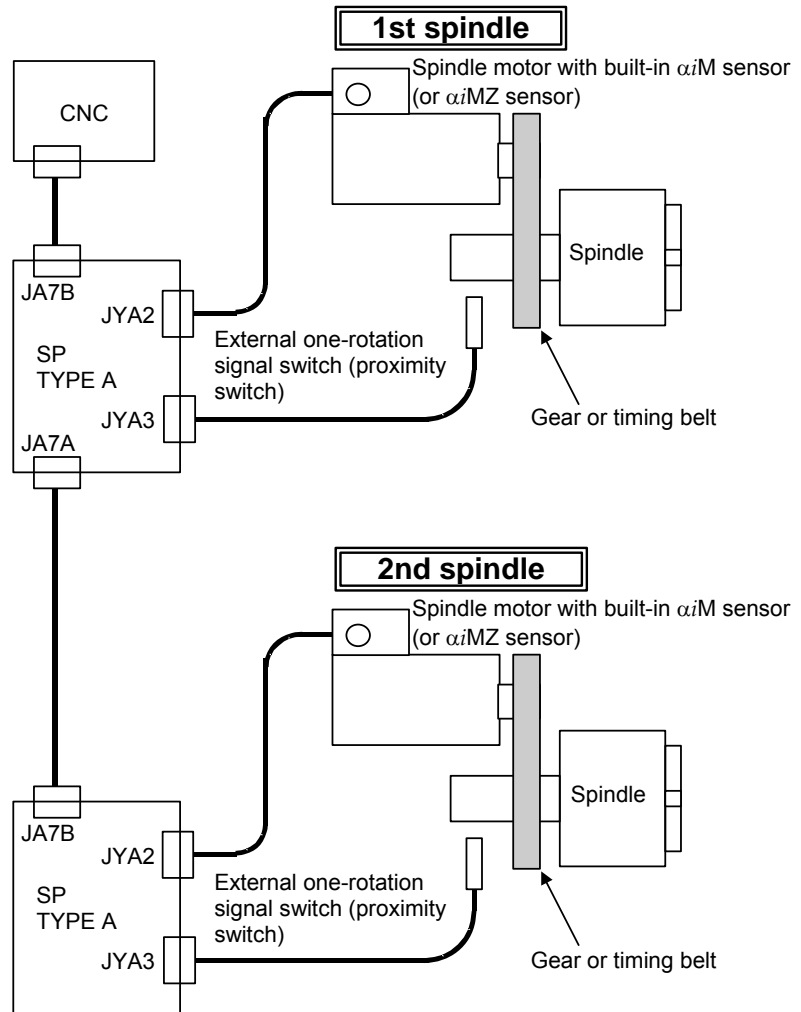 1st spindle
Spindle motor with built-in αiM sensor
(or αiMZ sensor)
CNC
JA7B
JYA2
Spindle
External one-rotation
signal switch (proximity
switch)
SP
TYPE A
JYA3
Gear or timing belt
JA7A
2nd spindle
Spindle motor with built-in αiM sensor
(or αiMZ sensor)
Spindle
JA7B
JYA2
External one-rotation
signal switch (proximity
switch)
SP
TYPE A
JYA3
Gear or timing belt